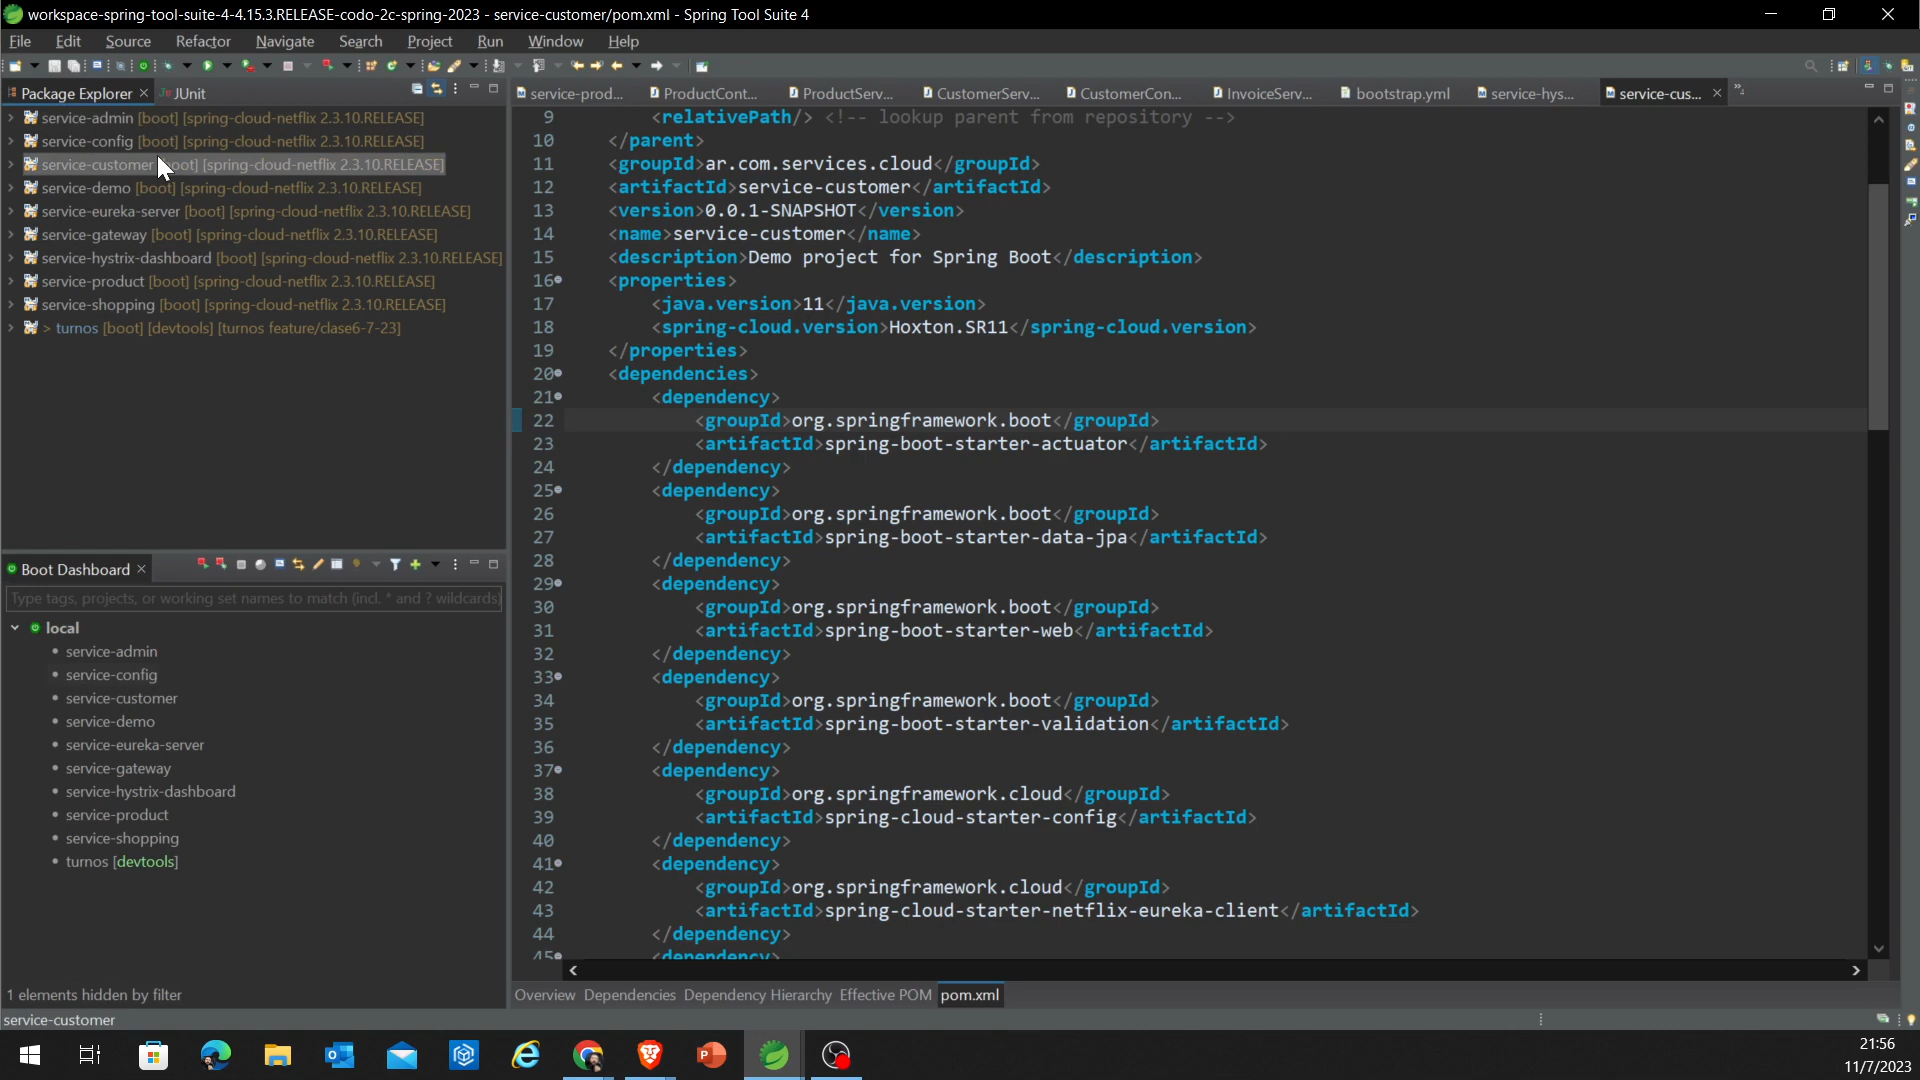 workspace-spring-tool-suite-4-4.15.3.RELEASE-codo-2c-spring-2023 - service-customer/pom.xml - Spring Tool Suite 4
File Edit Source Refactor Navigate Search Project Run Window Help
Package Explorer JUnit
service-prod... ProductCont... ProductServ... CustomerServ... CustomerCon... InvoiceServ... bootstrap.yml service-hys... service-cus...
service-admin [boot] [spring-cloud-netflix 2.3.10.RELEASE]
service-config [boot] [spring-cloud-netflix 2.3.10.RELEASE]
service-customer [boot] [spring-cloud-netflix 2.3.10.RELEASE]
service-demo [boot] [spring-cloud-netflix 2.3.10.RELEASE]
service-eureka-server [boot] [spring-cloud-netflix 2.3.10.RELEASE]
service-gateway [boot] [spring-cloud-netflix 2.3.10.RELEASE]
service-hystrix-dashboard [boot] [spring-cloud-netflix 2.3.10.RELEASE]
service-product [boot] [spring-cloud-netflix 2.3.10.RELEASE]
service-shopping [boot] [spring-cloud-netflix 2.3.10.RELEASE]
> turnos [boot] [devtools] [turnos feature/clase6-7-23]
Boot Dashboard
Type tags, projects, or working set names to match (incl. * and ? wildcards)
local
service-admin
service-config
service-customer
service-demo
service-eureka-server
service-gateway
service-hystrix-dashboard
service-product
service-shopping
turnos [devtools]
1 elements hidden by filter
9 <relativePath/> <!-- lookup parent from repository -->
10 </parent>
11 <groupId>ar.com.services.cloud</groupId>
12 <artifactId>service-customer</artifactId>
13 <version>0.0.1-SNAPSHOT</version>
14 <name>service-customer</name>
15 <description>Demo project for Spring Boot</description>
16 <properties>
17 <java.version>11</java.version>
18 <spring-cloud.version>Hoxton.SR11</spring-cloud.version>
19 </properties>
20 <dependencies>
21 <dependency>
22 <groupId>org.springframework.boot</groupId>
23 <artifactId>spring-boot-starter-actuator</artifactId>
24 </dependency>
25 <dependency>
26 <groupId>org.springframework.boot</groupId>
27 <artifactId>spring-boot-starter-data-jpa</artifactId>
28 </dependency>
29 <dependency>
30 <groupId>org.springframework.boot</groupId>
31 <artifactId>spring-boot-starter-web</artifactId>
32 </dependency>
33 <dependency>
34 <groupId>org.springframework.boot</groupId>
35 <artifactId>spring-boot-starter-validation</artifactId>
36 </dependency>
37 <dependency>
38 <groupId>org.springframework.cloud</groupId>
39 <artifactId>spring-cloud-starter-config</artifactId>
40 </dependency>
41 <dependency>
42 <groupId>org.springframework.cloud</groupId>
43 <artifactId>spring-cloud-starter-netflix-eureka-client</artifactId>
44 </dependency>
45 <dependency>
Overview Dependencies Dependency Hierarchy Effective POM pom.xml
service-customer
21:56
11/7/2023